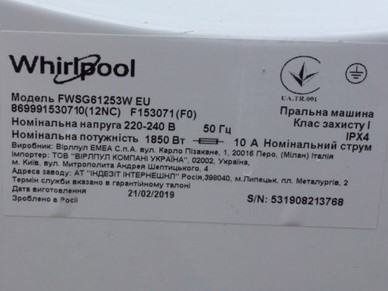 Whirlpool
UA.TR.001
Модель FWSG61253W EU
869991530710(12NC) F153071(F0)
Пральна машина
Клас захисту I
Номінальна напруга 220-240 В 50 Гц
IPX4
Номінальна потужність 1850 Вт 10 А Номінальний струм
Виробник: Вірлпул ЕМЕА С.п.А. вул. Карло Пізакане, 1, 20016 Перо, (Мілан) Італія
Імпортер: ТОВ "ВІРЛПУЛ КОМПАНІ УКРАЇНА", 02002, Україна,
м.Київ, вул. Митрополита Андрея Шептицького, 4
Адреса заводу: АТ "ІНДЕЗІТ ІНТЕРНЕШНЛ" Росія,398040, м.Липецьк, пл. Металургів, 2
Термін служби вказано в гарантійному талоні
Дата виготовлення 21/02/2019
Зроблено в Росії
S/N: 531908213768